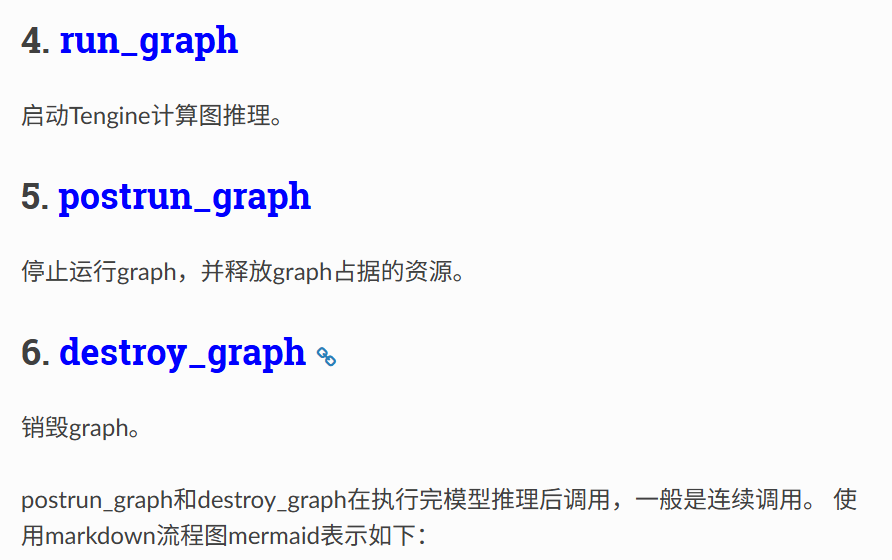 4. run_graph
启动Tengine计算图推理。
5. postrun_graph
停止运行graph，并释放graph占据的资源。
6. destroy_graph
销毁graph。
postrun_graph和destroy_graph在执行完模型推理后调用，一般是连续调用。 使
用markdown流程图mermaid表示如下：